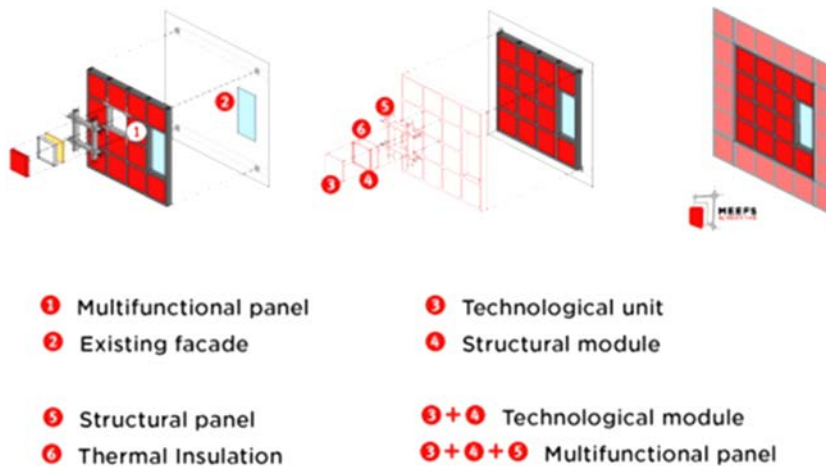 2
1
5
6
3
4
MEEFS
1 Multifunctional panel
2 Existing facade
3 Technological unit
4 Structural module
5 Structural panel
6 Thermal Insulation
3+4 Technological module
3+4+5 Multifunctional panel